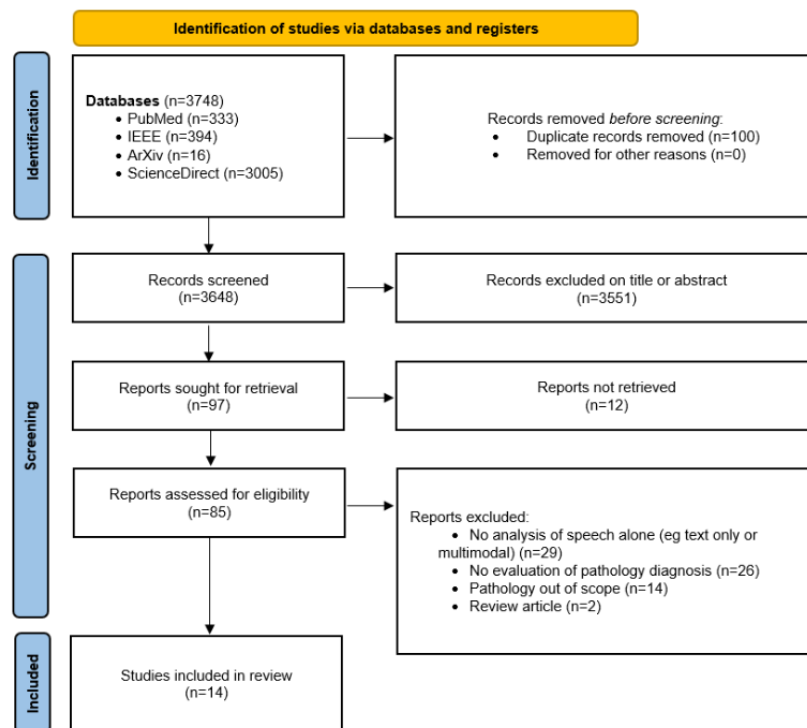 Identification of studies via databases and registers
Identification
Databases (n=3748)
• PubMed (n=333)
• IEEE (n=394)
• ArXiv (n=16)
• ScienceDirect (n=3005)
Records removed before screening:
• Duplicate records removed (n=100)
• Removed for other reasons (n=0)
Screening
Records screened
(n=3648)
Records excluded on title or abstract
(n=3551)
Reports sought for retrieval
(n=97)
Reports not retrieved
(n=12)
Reports assessed for eligibility
(n=85)
Reports excluded:
• No analysis of speech alone (eg text only or
multimodal) (n=29)
• No evaluation of pathology diagnosis (n=26)
• Pathology out of scope (n=14)
• Review article (n=2)
Included
Studies included in review
(n=14)